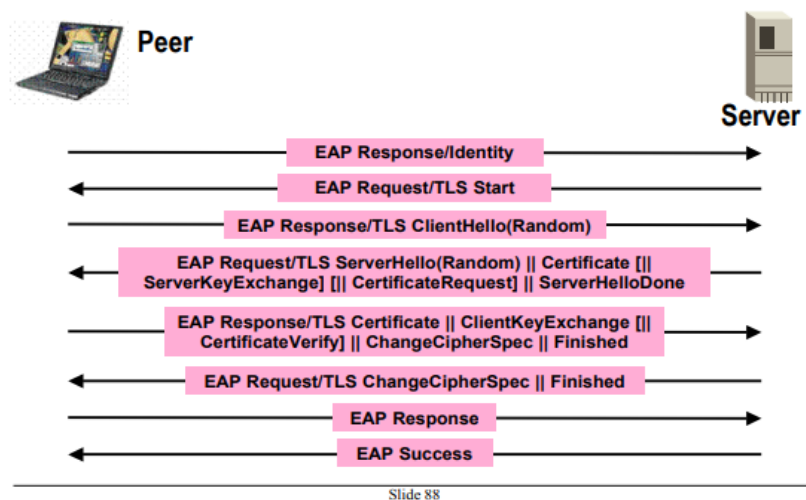 Peer
Server
EAP Response/Identity
EAP Request/TLS Start
EAP Response/TLS ClientHello(Random)
EAP Request/TLS ServerHello(Random) || Certificate [||
ServerKeyExchange] [|| CertificateRequest] || ServerHelloDone
EAP Response/TLS Certificate || ClientKeyExchange [||
CertificateVerify] || ChangeCipherSpec || Finished
EAP Request/TLS ChangeCipherSpec || Finished
EAP Response
EAP Success
Slide 88